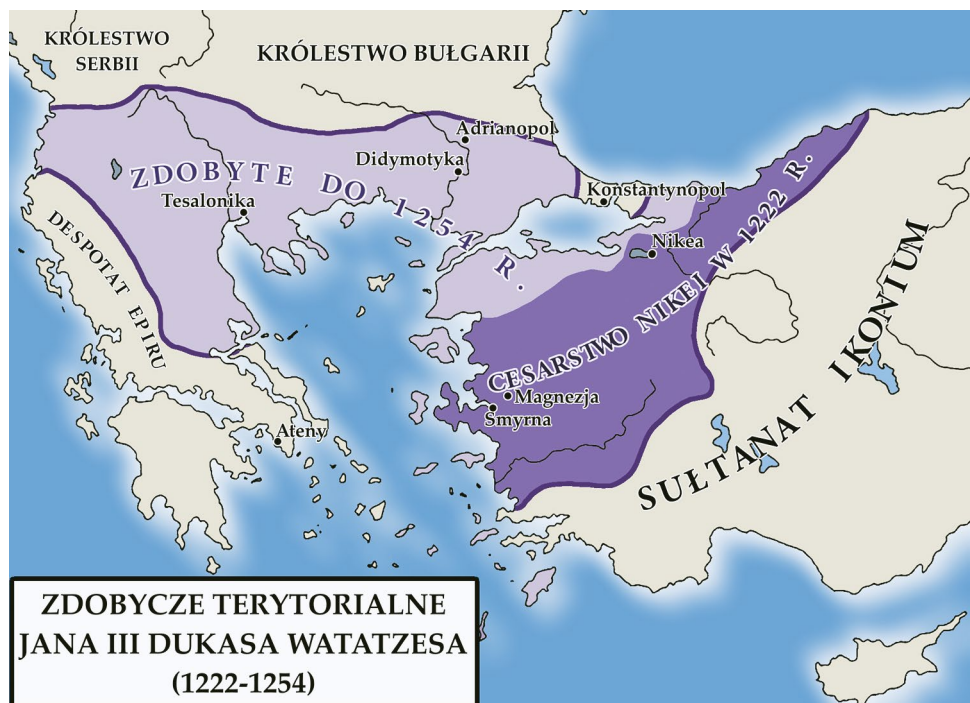 KRÓLESTWO
SERBII
KRÓLESTWO BUŁGARII
Adrianopol
Didymotyka
ZDOBYTE DO 1254 R.
Tesalonika
Konstantynopol
Nikea
DESPOTAT EPIRU
CESARSTWO NIKEI W 1222 R.
Magnezja
Smyrna
Ateny
SUŁTANAT IKONIUM
ZDOBYCZE TERYTORIALNE
JANA III DUKASA WATATZESA
(1222-1254)